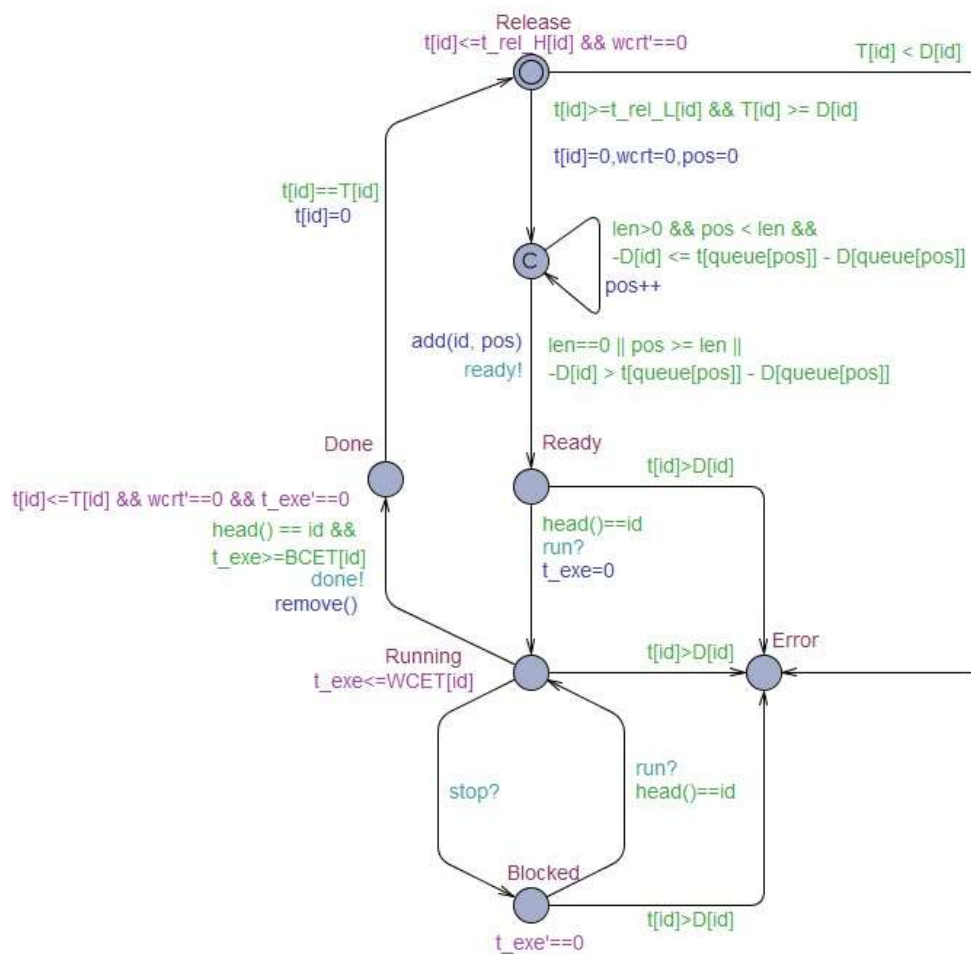 Release
t[id]<=t_rel_H[id] && wcrt'==0
T[id] < D[id]
t[id]>=t_rel_L[id] && T[id] >= D[id]
t[id]=0,wcrt=0,pos=0
t[id]==T[id]
t[id]=0
len>0 && pos < len &&
-D[id] <= t[queue[pos]] - D[queue[pos]]
pos++
C
add(id, pos)
ready!
len==0 || pos >= len ||
-D[id] > t[queue[pos]] - D[queue[pos]]
Done
t[id]<=T[id] && wcrt'==0 && t_exe'==0
Ready
t[id]>D[id]
head() == id &&
t_exe>=BCET[id]
done!
remove()
head()==id
run?
t_exe=0
Running
t_exe<=WCET[id]
t[id]>D[id]
Error
stop?
run?
head()==id
Blocked
t_exe'==0
t[id]>D[id]